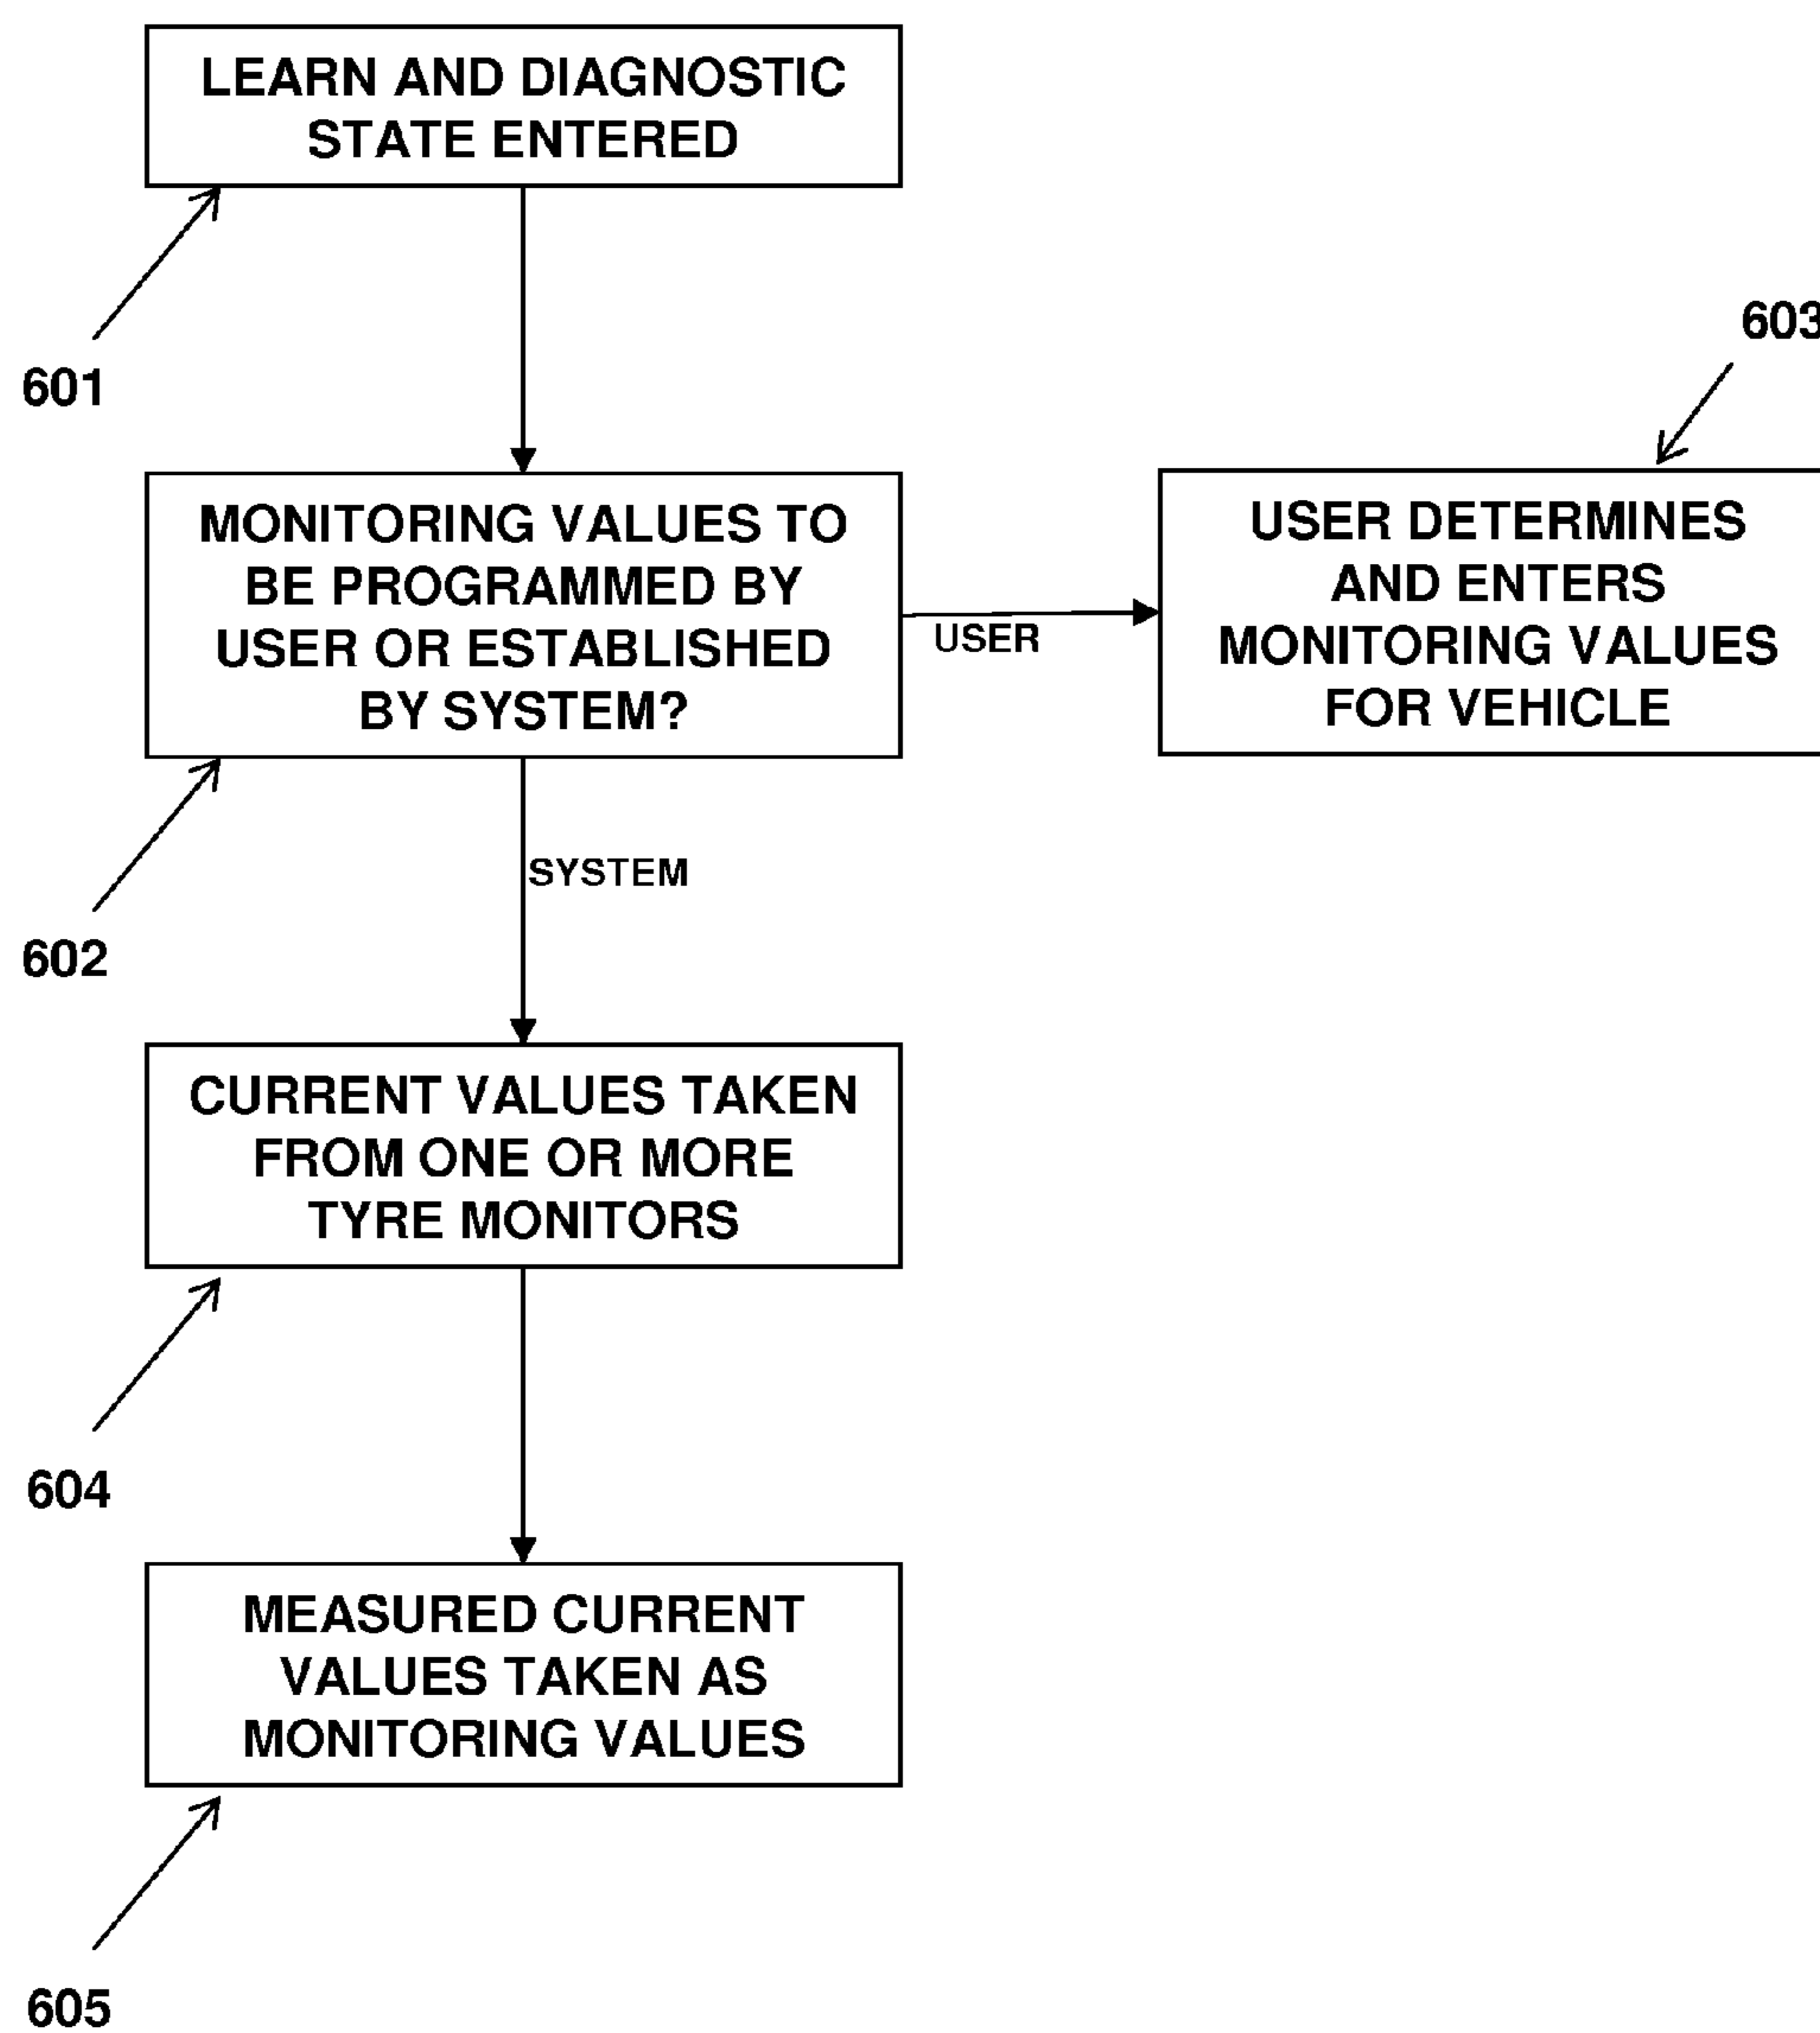 LEARN AND DIAGNOSTIC
STATE ENTERED
601
603
MONITORING VALUES TO
BE PROGRAMMED BY
USER OR ESTABLISHED
BY SYSTEM?
USER
USER DETERMINES
AND ENTERS
MONITORING VALUES
FOR VEHICLE
602
SYSTEM
CURRENT VALUES TAKEN
FROM ONE OR MORE
TYRE MONITORS
604
MEASURED CURRENT
VALUES TAKEN AS
MONITORING VALUES
605